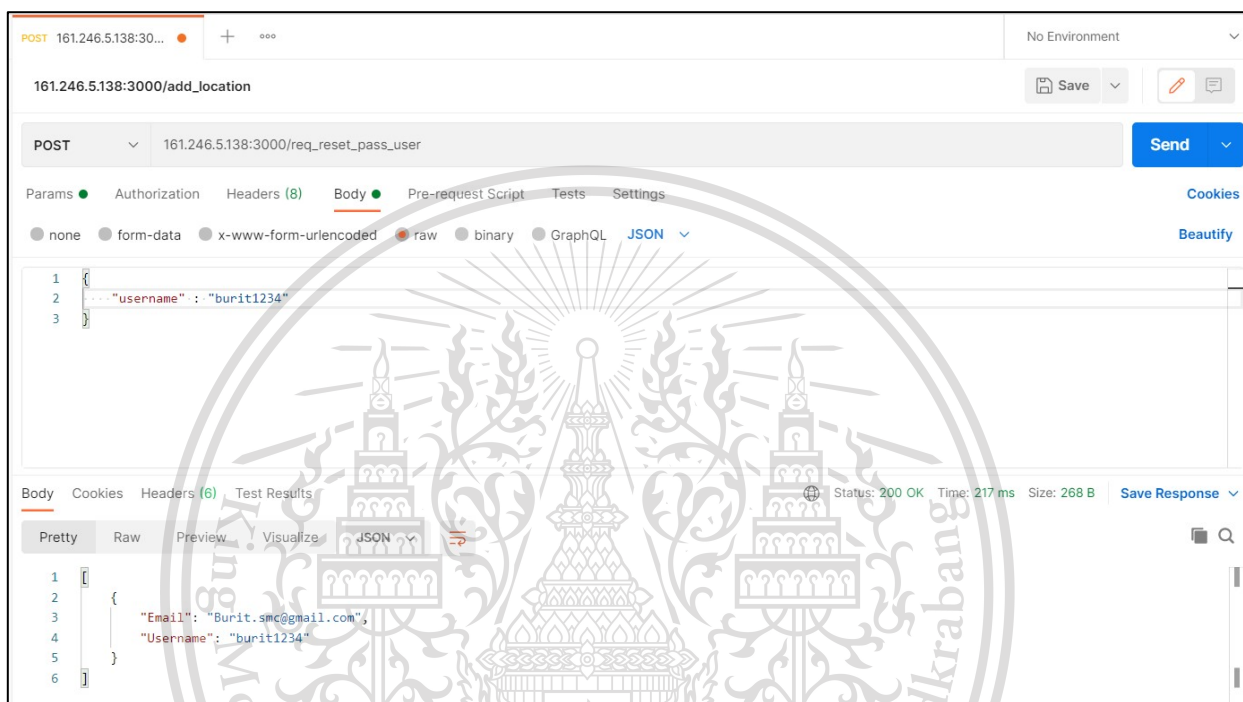 POST 161.246.5.138:30... + ooo No Environment
161.246.5.138:3000/add_location Save
POST 161.246.5.138:3000/req_reset_pass_user Send
Params Authorization Headers (8) Body Pre-request Script Tests Settings Cookies
none form-data x-www-form-urlencoded raw binary GraphQL JSON Beautify
1 {
2 "username" : "burit1234"
3 }
Body Cookies Headers (6) Test Results Status: 200 OK Time: 217 ms Size: 268 B Save Response
Pretty Raw Preview Visualize JSON
1 [
2 {
3 "Email": "Burit.smc@gmail.com",
4 "Username": "burit1234"
5 }
6 ]